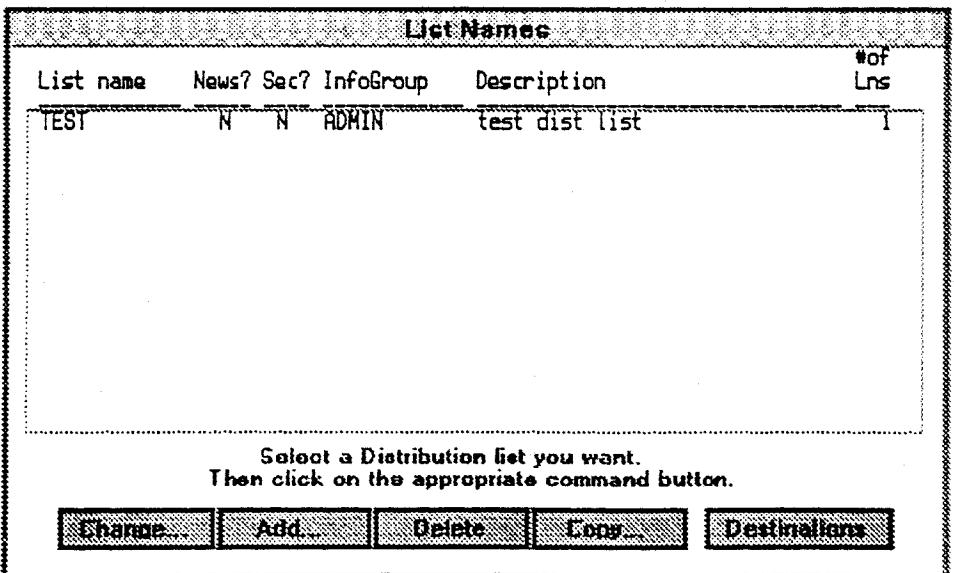 List Names
#of
List name News? Sec? InfoGroup Description Lns
TEST N N ADMIN test dist list 1
Select a Distribution list you want.
Then click on the appropriate command button.
Change... Add... Delete Copy... Destinations